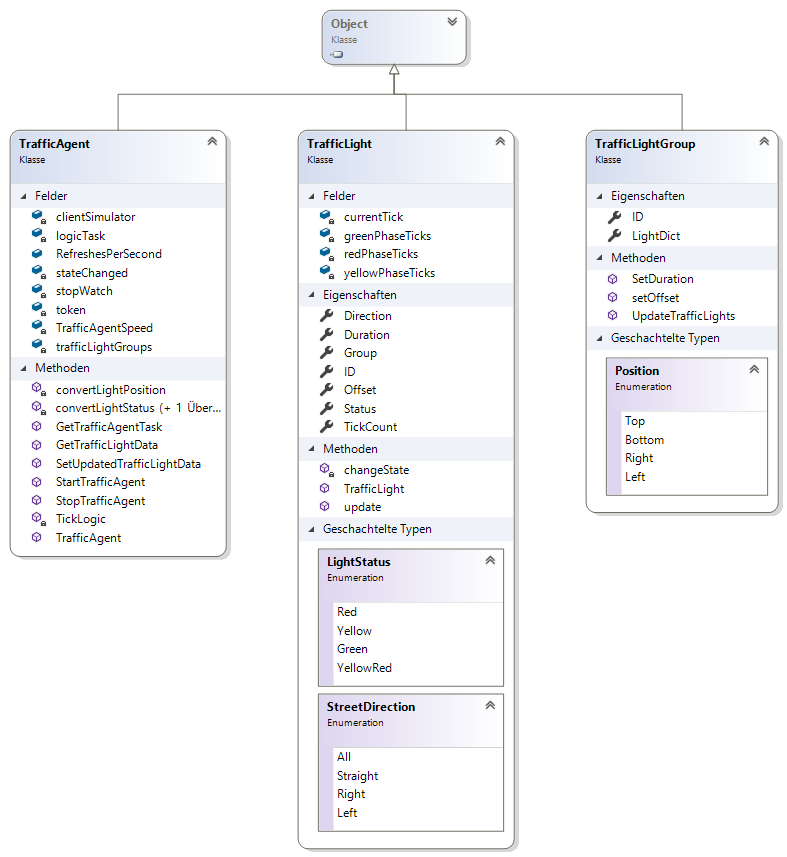 Object
Klasse
TrafficAgent
Klasse
Felder
clientSimulator
logicTask
RefreshesPerSecond
stateChanged
stopWatch
token
TrafficAgentSpeed
trafficLightGroups
Methoden
convertLightPosition
convertLightStatus (+ 1 Über...
GetTrafficAgentTask
GetTrafficLightData
SetUpdatedTrafficLightData
StartTrafficAgent
StopTrafficAgent
TickLogic
TrafficAgent
TrafficLight
Klasse
Felder
currentTick
greenPhaseTicks
redPhaseTicks
yellowPhaseTicks
Eigenschaften
Direction
Duration
Group
ID
Offset
Status
TickCount
Methoden
changeState
TrafficLight
update
Geschachtelte Typen
LightStatus
Enumeration
Red
Yellow
Green
YellowRed
StreetDirection
Enumeration
All
Straight
Right
Left
TrafficLightGroup
Klasse
Eigenschaften
ID
LightDict
Methoden
SetDuration
setOffset
UpdateTrafficLights
Geschachtelte Typen
Position
Enumeration
Top
Bottom
Right
Left